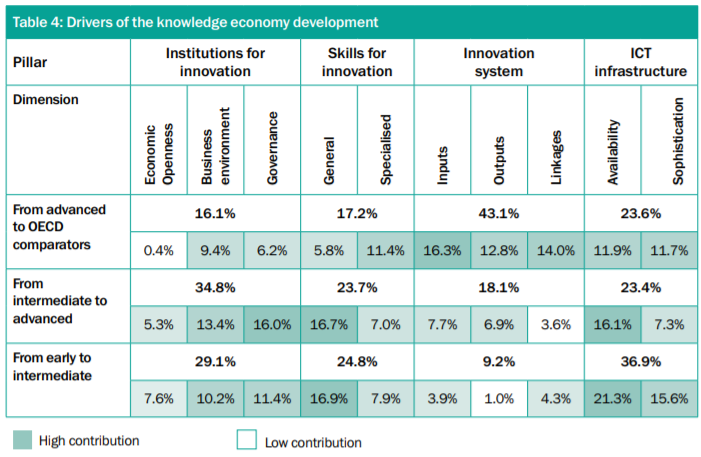 Table 4: Drivers of the knowledge economy development
Pillar
Institutions for
innovation
Skills for
innovation
Innovation
system
ICT
infrastructure
Dimension
Economic
Openness
Business
environment
Governance
General
Specialised
Inputs
Outputs
Linkages
Availability
Sophistication
From advanced
to OECD
comparators
16.1% 17.2% 43.1% 23.6%
0.4% 9.4% 6.2% 5.8% 11.4% 16.3% 12.8% 14.0% 11.9% 11.7%
From
intermediate to
advanced
34.8% 23.7% 18.1% 23.4%
5.3% 13.4% 16.0% 16.7% 7.0% 7.7% 6.9% 3.6% 16.1% 7.3%
From early to
intermediate
29.1% 24.8% 9.2% 36.9%
7.6% 10.2% 11.4% 16.9% 7.9% 3.9% 1.0% 4.3% 21.3% 15.6%
High contribution
Low contribution